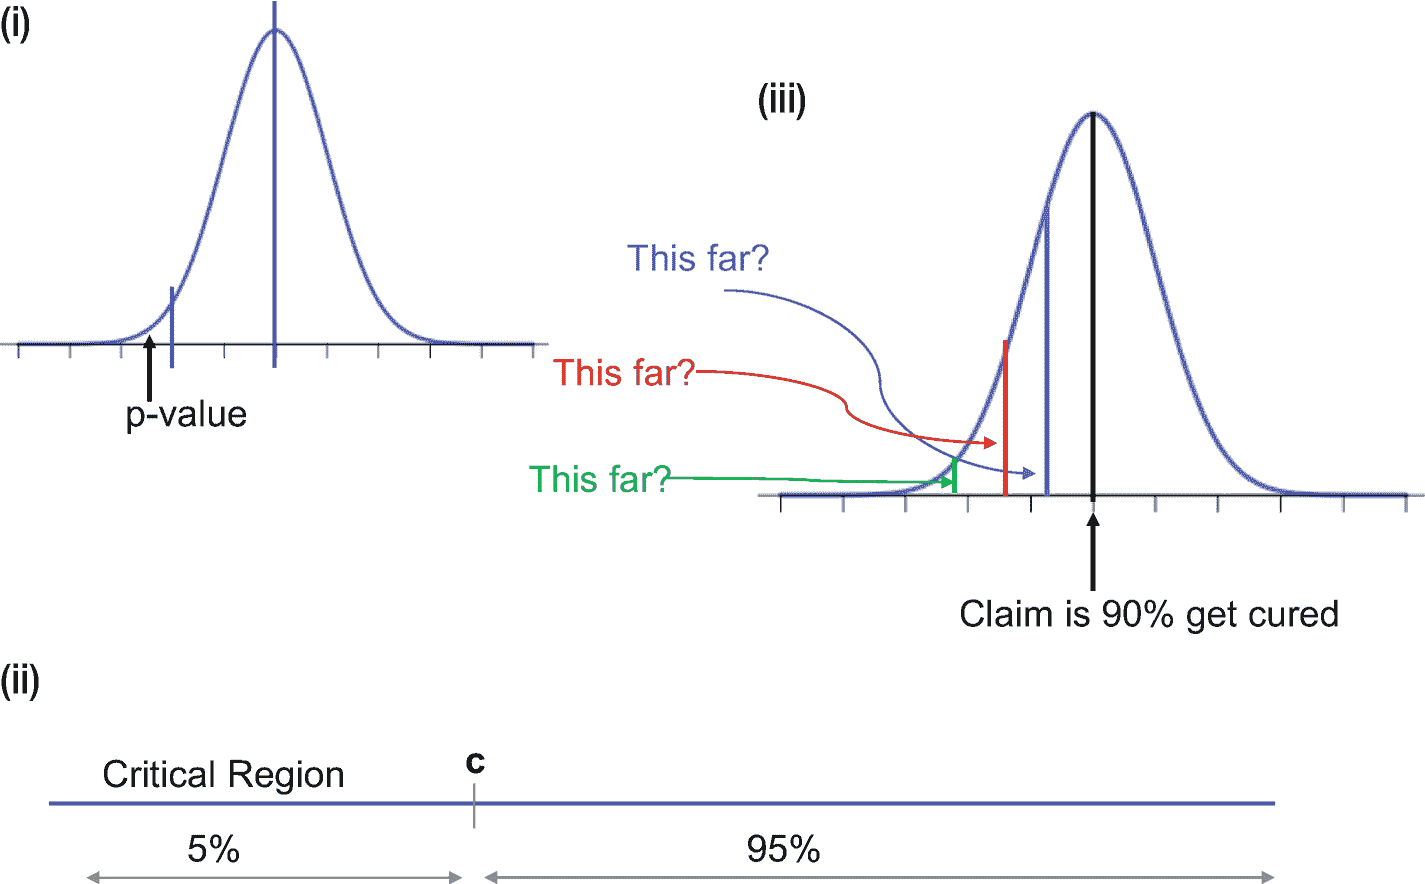 (i)
p-value
(iii)
This far?
This far?
This far?
Claim is 90% get cured
(ii)
Critical Region
c
5%
95%